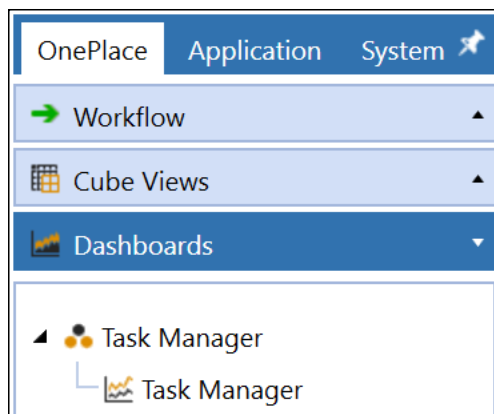 OnePlace Application System
Workflow
Cube Views
Dashboards
Task Manager
Task Manager